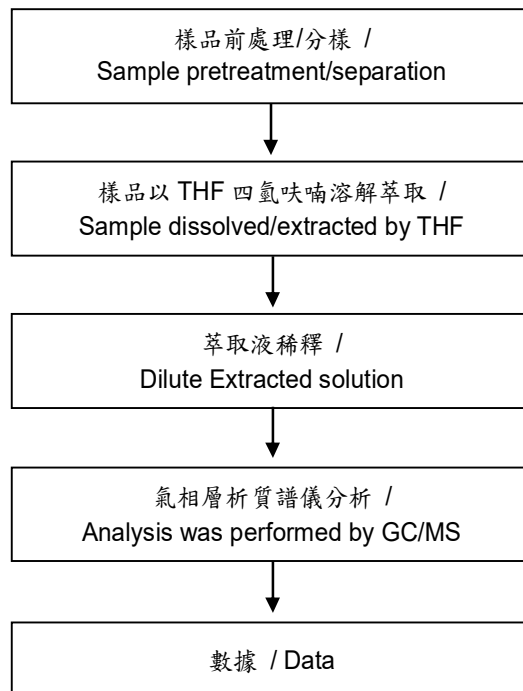 樣品前處理/分樣 /
Sample pretreatment/separation
樣品以 THF 四氫呋喃溶解萃取 /
Sample dissolved/extracted by THF
萃取液稀釋 /
Dilute Extracted solution
氣相層析質譜儀分析 /
Analysis was performed by GC/MS
數據 / Data